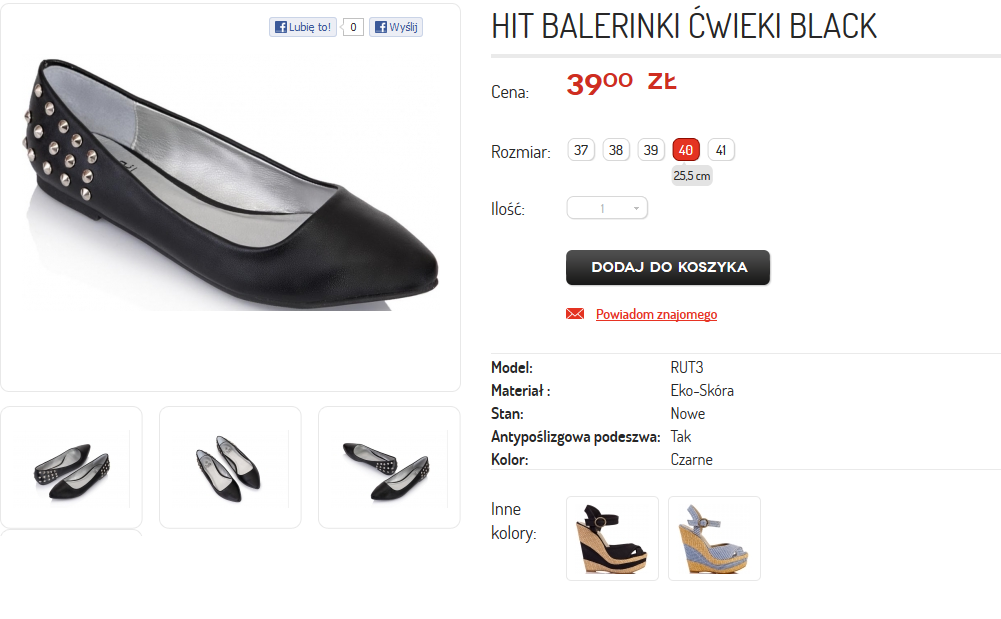 Lubię to!
0
Wyślij
HIT BALERINKI ĆWIEKI BLACK
Cena:
3900 ZŁ
Rozmiar:
37 38 39 40 41
25,5 cm
Ilość:
1
DODAJ DO KOSZYKA
Powiadom znajomego
Model: RUT3
Materiał : Eko-Skóra
Stan: Nowe
Antypoślizgowa podeszwa: Tak
Kolor: Czarne
Inne
kolory: